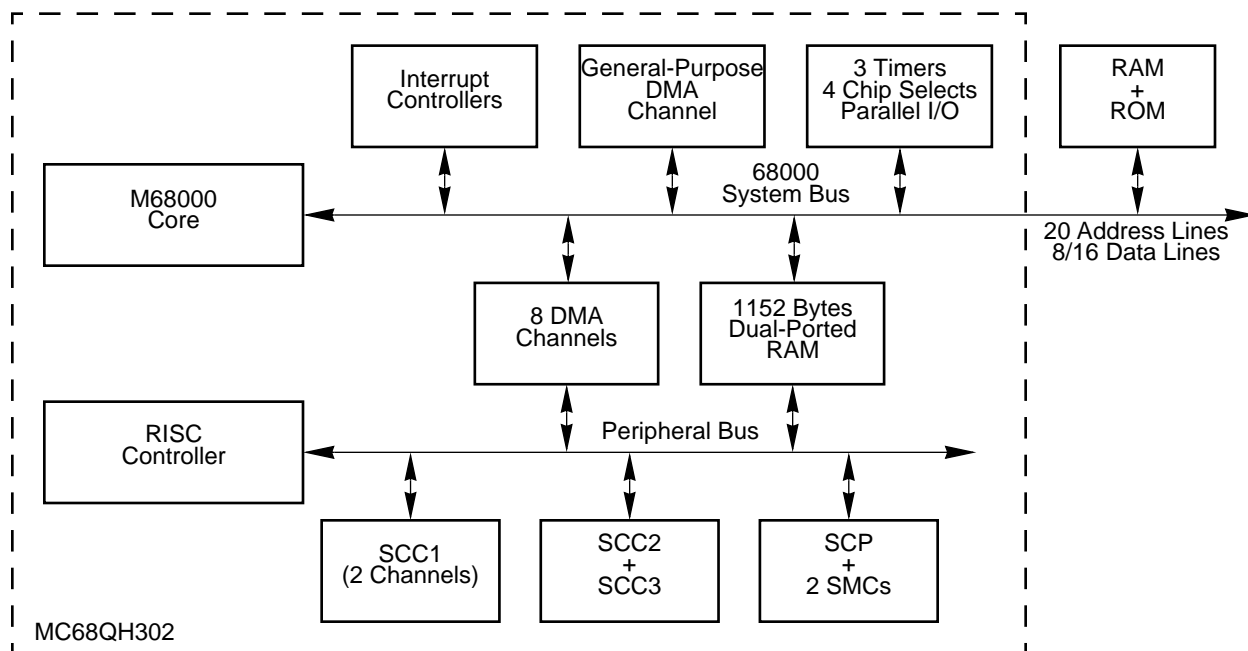 Interrupt
Controllers
General-Purpose
DMA
Channel
3 Timers
4 Chip Selects
Parallel I/O
RAM
+
ROM
M68000
Core
68000
System Bus
20 Address Lines
8/16 Data Lines
8 DMA
Channels
1152 Bytes
Dual-Ported
RAM
RISC
Controller
Peripheral Bus
SCC1
(2 Channels)
SCC2
+
SCC3
SCP
+
2 SMCs
MC68QH302